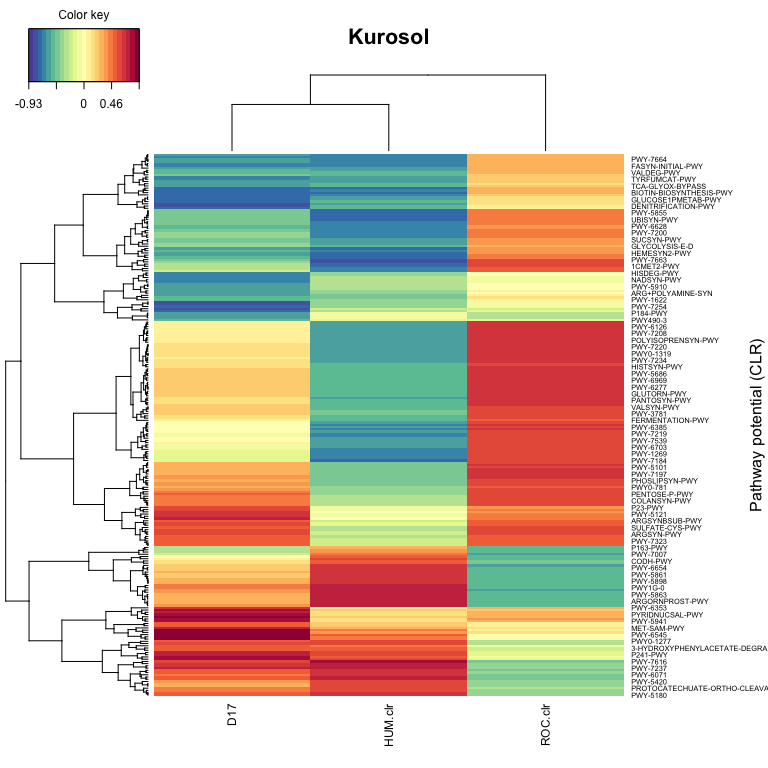 Color key
-0.93 0 0.46
Kurosol
PWY-7664
FASYN-INITIAL-PWY
VALDEG-PWY
TYRFUMCAT-PWY
TCA-GLYOX-BYPASS
BIOTIN-BIOSYNTHESIS-PWY
GLUCOSE1PMETAB-PWY
DENITRIFICATION-PWY
PWY-5855
UBISYN-PWY
PWY-6628
PWY-7200
SUCSYN-PWY
GLYCOLYSIS-E-D
HEMESYN2-PWY
PWY-7663
1CMET2-PWY
HISDEG-PWY
NADSYN-PWY
PWY-5910
ARG+POLYAMINE-SYN
PWY-1622
PWY-7254
P184-PWY
PWY490-3
PWY-6126
PWY-7208
POLYISOPRENSYN-PWY
PWY-7220
PWY0-1319
PWY-7234
HISTSYN-PWY
PWY-5686
PWY-6969
PWY-6277
GLUTORN-PWY
PANTOSYN-PWY
VALSYN-PWY
PWY-3781
FERMENTATION-PWY
PWY-6385
PWY-7219
PWY-7539
PWY-6703
PWY-1269
PWY-7184
PWY-5101
PWY-7197
PHOSLIPSYN-PWY
PWY0-781
PENTOSE-P-PWY
COLANSYN-PWY
P23-PWY
PWY-5121
ARGSYNBSUB-PWY
SULFATE-CYS-PWY
ARGSYN-PWY
PWY-7323
P163-PWY
PWY-7007
CODH-PWY
PWY-6654
PWY-5861
PWY-5898
PWY1G-0
PWY-5863
ARGORNPROST-PWY
PWY-6353
PYRIDNUCSAL-PWY
PWY-5941
MET-SAM-PWY
PWY-6545
PWY0-1277
3-HYDROXYPHENYLACETATE-DEGRA
P241-PWY
PWY-7616
PWY-7237
PWY-6071
PWY-5420
PROTOCATECHUATE-ORTHO-CLEAVA
PWY-5180
Pathway potential (CLR)
D17
HUM.clr
ROC.clr